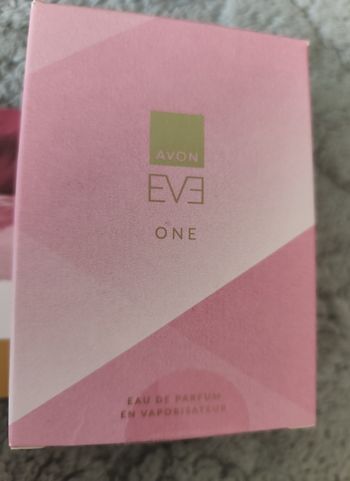 AVON
EVE
ONE
EAU DE PARFUM
EN VAPORISATEUR